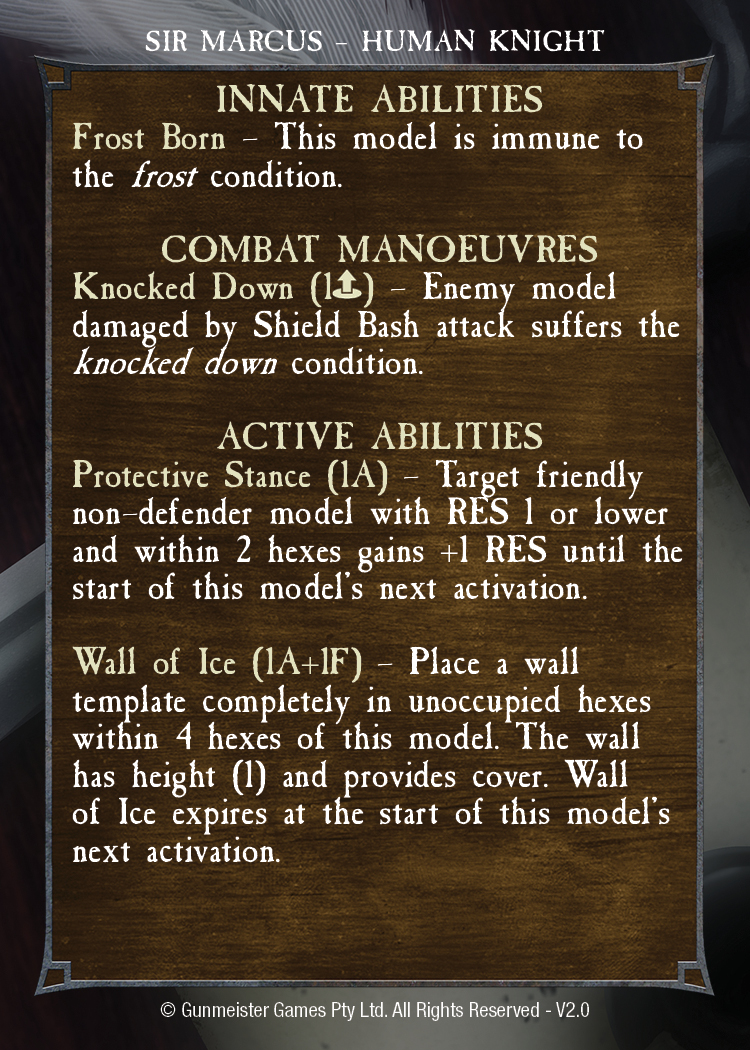 SIR MARCUS - HUMAN KNIGHT
INNATE ABILITIES
Frost Born - This model is immune to
the frost condition.
COMBAT MANOEUVRES
Knocked Down (1) - Enemy model
damaged by Shield Bash attack suffers the
knocked down condition.
ACTIVE ABILITIES
Protective Stance (1A) - Target friendly
non-defender model with RES 1 or lower
and within 2 hexes gains +1 RES until the
start of this model's next activation.
Wall of Ice (1A+1F) - Place a wall
template completely in unoccupied hexes
within 4 hexes of this model. The wall
has height (1) and provides cover. Wall
of Ice expires at the start of this model's
next activation.
© Gunmeister Games Pty Ltd. All Rights Reserved - V2.0